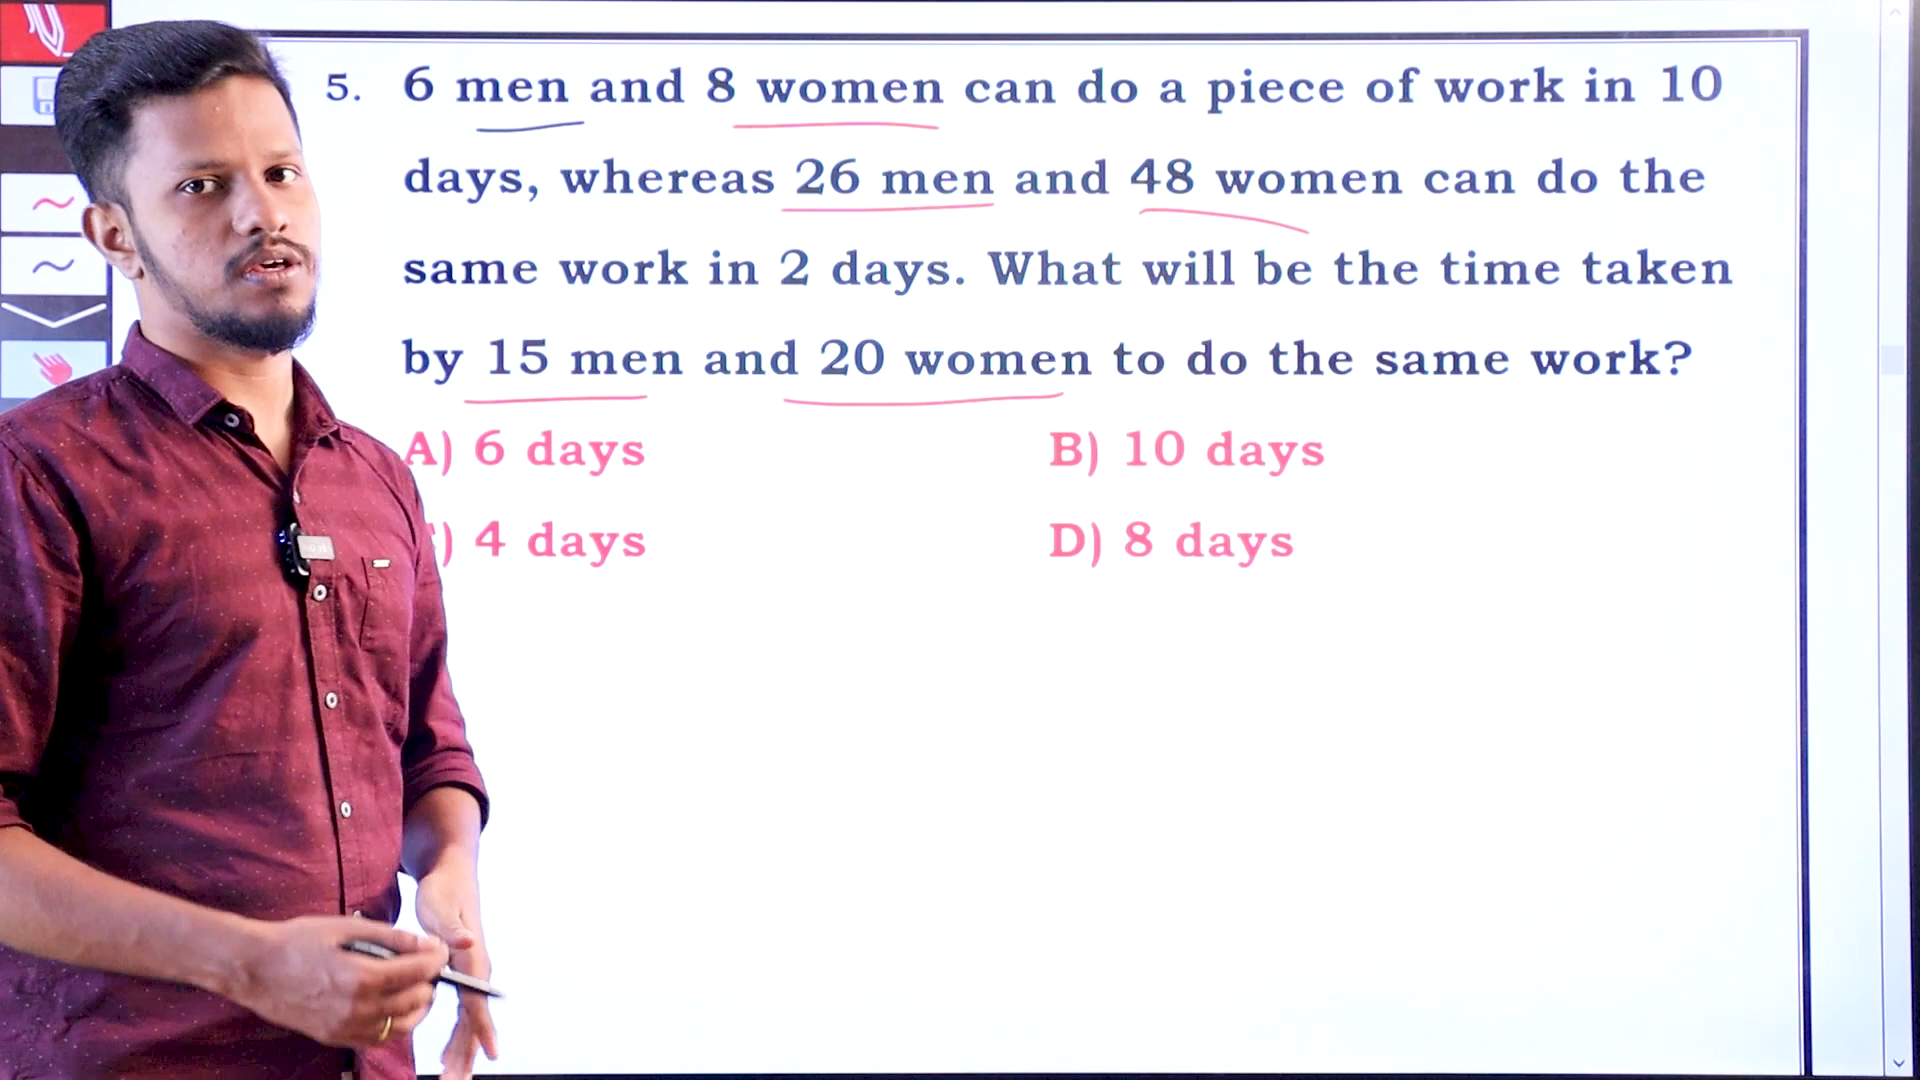 5. 6 men and 8 women can do a piece of work in 10
days, whereas 26 men and 48 women can do the
same work in 2 days. What will be the time taken
by 15 men and 20 women to do the same work?
A) 6 days B) 10 days
) 4 days D) 8 days